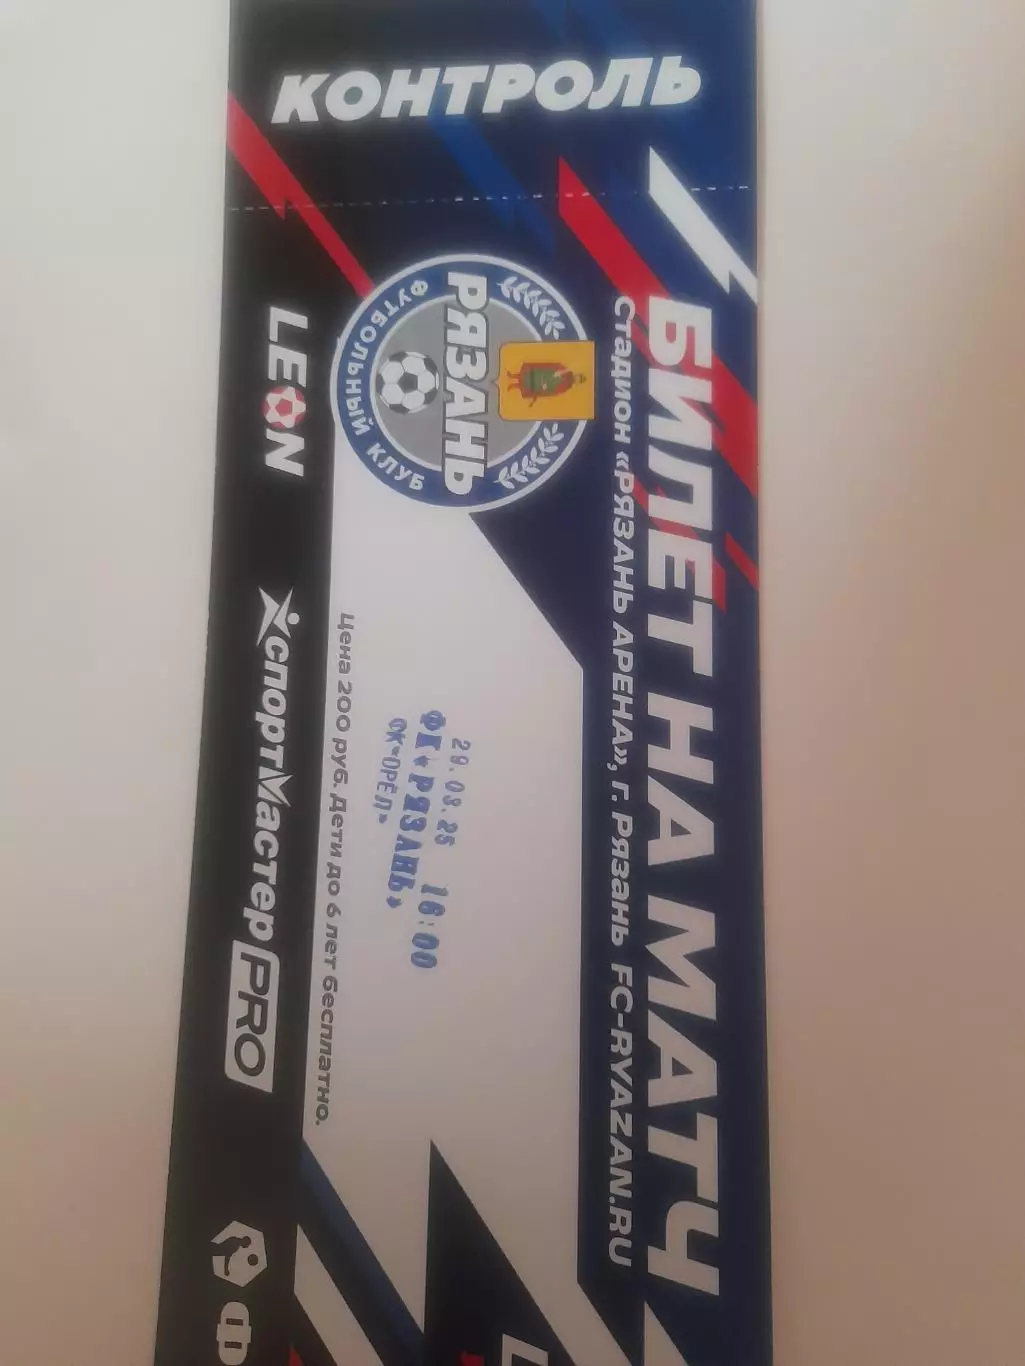 КОНТРОЛЬ
БИЛЕТ НА МАТЧ
Стадион «РЯЗАНЬ АРЕНА», г. Рязань FC-RYAZAN.RU
РЯЗАНЬ
ФУТБОЛЬНЫЙ КЛУБ
29.03.25 16:00
ФК«РЯЗАНЬ»
ФК«ОРЁЛ»
Цена 200 руб. Дети до 6 лет бесплатно.
LEON
СПОРТМАСТЕР PRO
Ф